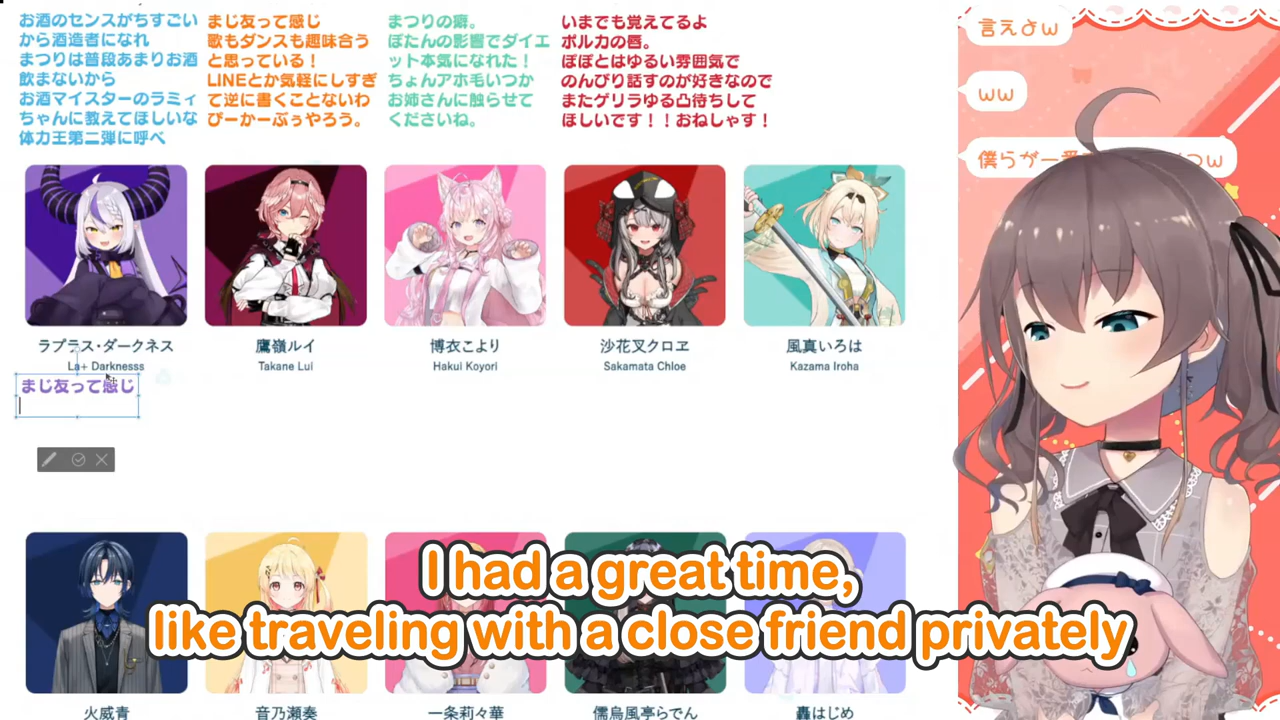 お酒のセンスがちすごい
から酒造者になれ
まつりは普段あまりお酒
飲まないから
お酒マイスターのラミィ
ちゃんに教えてほしいな
体力王第二弾に呼べ
まじ友って感じ
歌もダンスも趣味合う
と思っている！
LINEとか気軽にしすぎ
て逆に書くことないわ
びーかーぶぅやろう。
まつりの癖。
ぼたんの影響でダイエ
ット本気になれた！
ちょんアホ毛いつか
お姉さんに触らせて
くださいね。
いまでも覚えてるよ
ポルカの唇。
ぽぽとはゆるい雰囲気で
のんびり話すのが好きなので
またゲリラゆる凸待ちして
ほしいです！！おねしゃす！
言えよw
ww
僕らが一番
つw
ラプラス・ダークネス
La+ Darknesss
鷹嶺ルイ
Takane Lui
博衣こより
Hakui Koyori
沙花叉クロヱ
Sakamata Chloe
風真いろは
Kazama Iroha
まじ友って感じ
I had a great time,
like traveling with a close friend privately
火威青
音乃瀬奏
一条莉々華
儒烏風亭らでん
轟はじめ